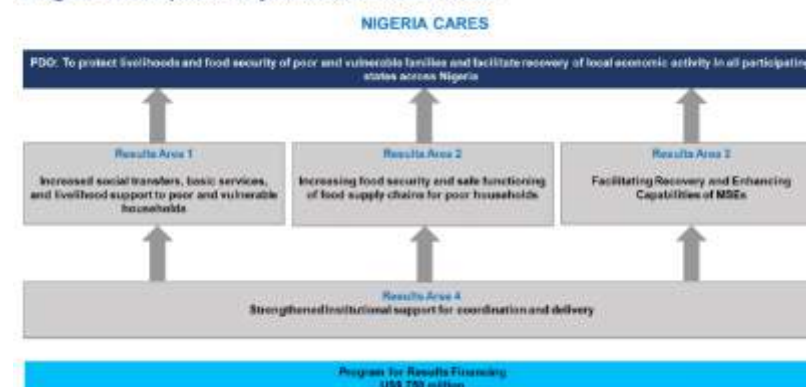 NIGERIA CARES
PDO: To protect livelihoods and food security of poor and vulnerable families and facilitate recovery of local economic activity in all participating
states across Nigeria
Results Area 1
Increased social transfers, basic services,
and livelihood support to poor and vulnerable
households
Results Area 2
Increasing food security and safe functioning
of food supply chains for poor households
Results Area 3
Facilitating Recovery and Enhancing
Capabilities of MSEs
Results Area 4
Strengthened institutional support for coordination and delivery
Program for Results Financing
US$ 750 million